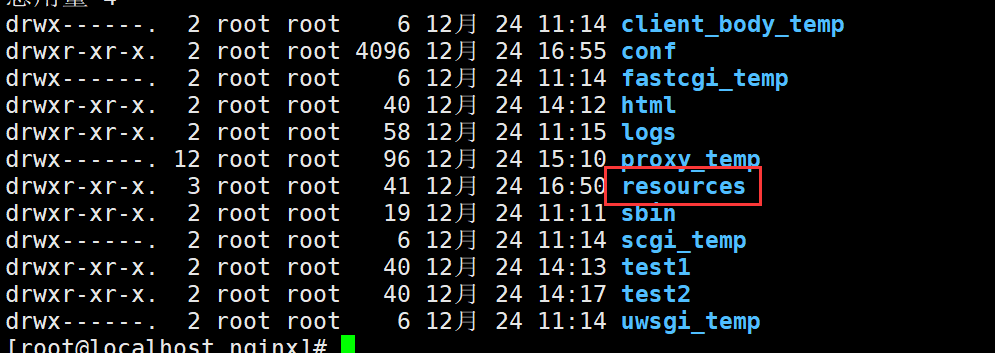 总用量 4
drwx------. 2 root root 6 12月 24 11:14 client_body_temp
drwxr-xr-x. 2 root root 4096 12月 24 16:55 conf
drwx------. 2 root root 6 12月 24 11:14 fastcgi_temp
drwxr-xr-x. 2 root root 40 12月 24 14:12 html
drwxr-xr-x. 2 root root 58 12月 24 11:15 logs
drwx------. 12 root root 96 12月 24 15:10 proxy_temp
drwxr-xr-x. 3 root root 41 12月 24 16:50 resources
drwxr-xr-x. 2 root root 19 12月 24 11:11 sbin
drwx------. 2 root root 6 12月 24 11:14 scgi_temp
drwxr-xr-x. 2 root root 40 12月 24 14:13 test1
drwxr-xr-x. 2 root root 40 12月 24 14:17 test2
drwx------. 2 root root 6 12月 24 11:14 uwsgi_temp
[root@localhost nginx]#